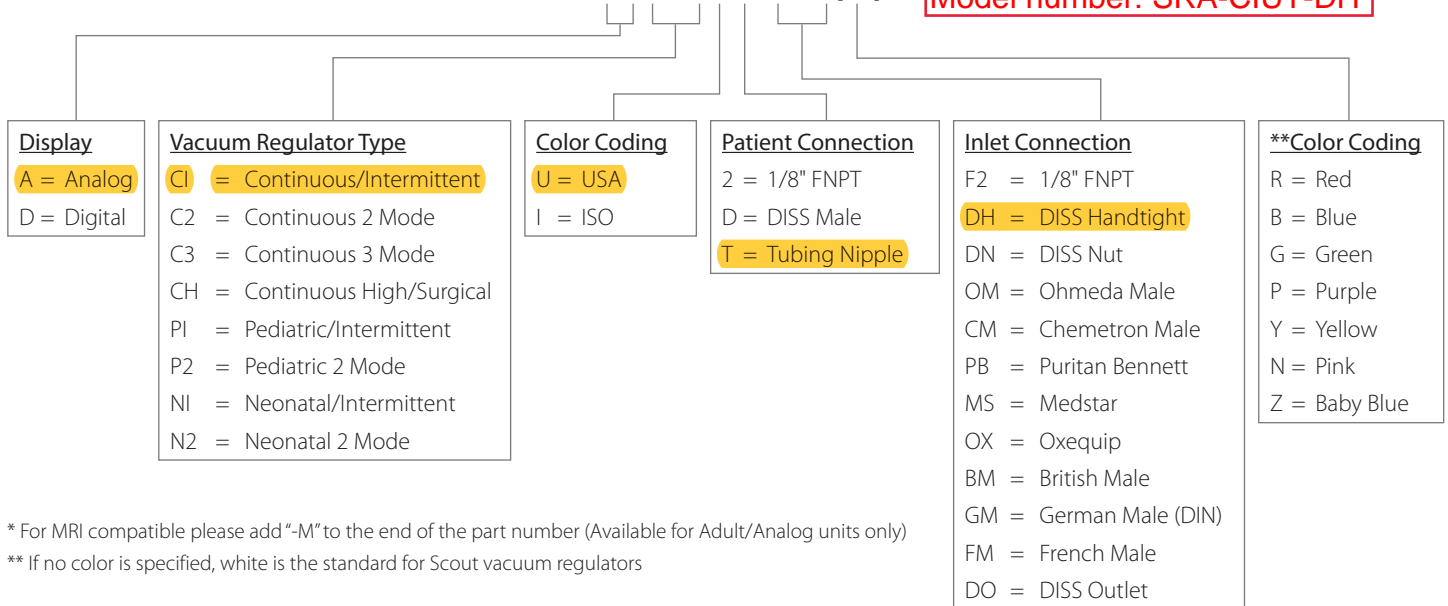 Model number: SRA-CIUT-DH
Display
A = Analog
D = Digital
Vacuum Regulator Type
CI = Continuous/Intermittent
C2 = Continuous 2 Mode
C3 = Continuous 3 Mode
CH = Continuous High/Surgical
PI = Pediatric/Intermittent
P2 = Pediatric 2 Mode
NI = Neonatal/Intermittent
N2 = Neonatal 2 Mode
Color Coding
U = USA
I = ISO
Patient Connection
2 = 1/8" FNPT
D = DISS Male
T = Tubing Nipple
Inlet Connection
F2 = 1/8" FNPT
DH = DISS Handtight
DN = DISS Nut
OM = Ohmeda Male
CM = Chemetron Male
PB = Puritan Bennett
MS = Medstar
OX = Oxequip
BM = British Male
GM = German Male (DIN)
FM = French Male
DO = DISS Outlet
**Color Coding
R = Red
B = Blue
G = Green
P = Purple
Y = Yellow
N = Pink
Z = Baby Blue
* For MRI compatible please add “-M” to the end of the part number (Available for Adult/Analog units only)
** If no color is specified, white is the standard for Scout vacuum regulators